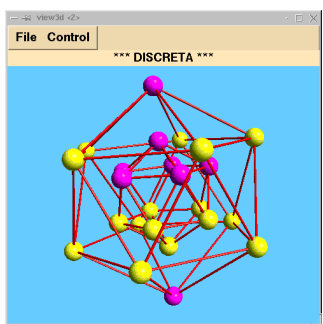 view3d <2>
File Control
*** DISCRETA ***